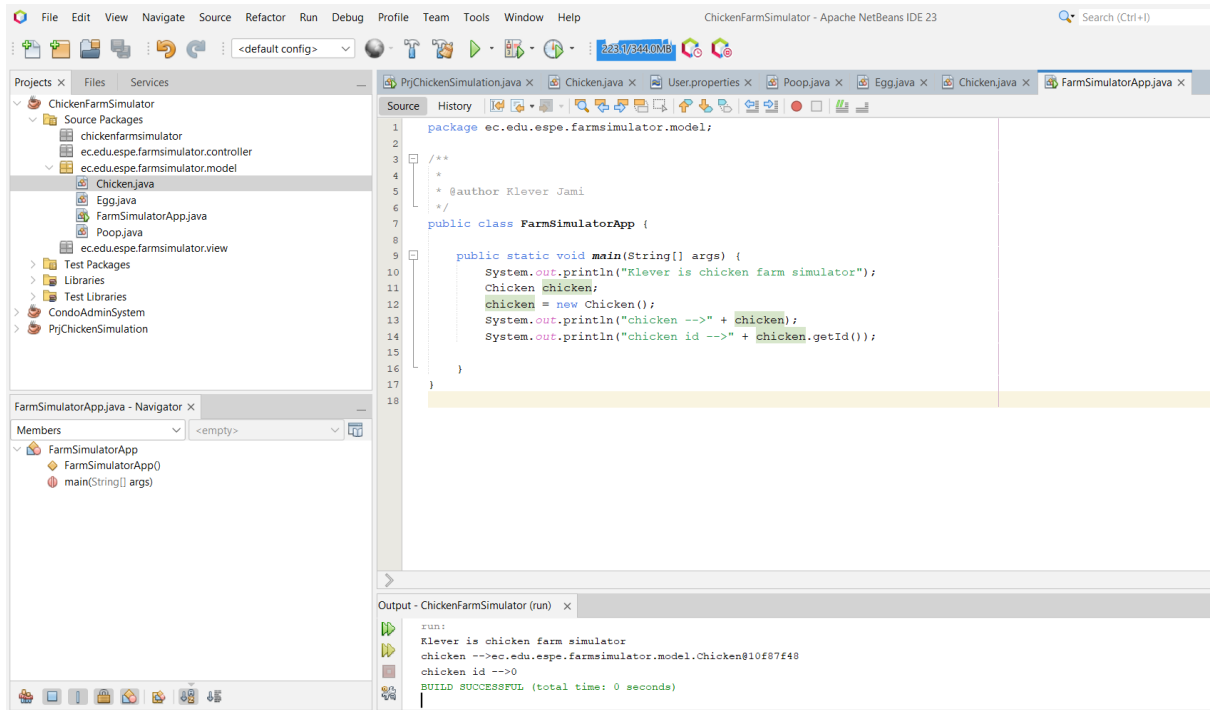 File Edit View Navigate Source Refactor Run Debug Profile Team Tools Window Help ChickenFarmSimulator - Apache NetBeans IDE 23 Search (Ctrl+I)
<default config> 223.1/344.0MB
Projects Files Services
ChickenFarmSimulator
Source Packages
chickenfarmsimulator
ec.edu.espe.farmsimulator.controller
ec.edu.espe.farmsimulator.model
Chicken.java
Egg.java
FarmSimulatorApp.java
Poop.java
ec.edu.espe.farmsimulator.view
Test Packages
Libraries
Test Libraries
CondoAdminSystem
PrjChickenSimulation
FarmSimulatorApp.java - Navigator
Members <empty>
FarmSimulatorApp
FarmSimulatorApp()
main(String[] args)
PrjChickenSimulation.java Chicken.java User.properties Poop.java Egg.java Chicken.java FarmSimulatorApp.java
Source History
1 package ec.edu.espe.farmsimulator.model;
2
3 /**
4 *
5 * @author Klever Jami
6 */
7 public class FarmSimulatorApp {
8
9 public static void main(String[] args) {
10 System.out.println("Klever is chicken farm simulator");
11 Chicken chicken;
12 chicken = new Chicken();
13 System.out.println("chicken -->" + chicken);
14 System.out.println("chicken id -->" + chicken.getId());
15
16 }
17 }
18
Output - ChickenFarmSimulator (run)
run:
Klever is chicken farm simulator
chicken -->ec.edu.espe.farmsimulator.model.Chicken@10f87f48
chicken id -->0
BUILD SUCCESSFUL (total time: 0 seconds)